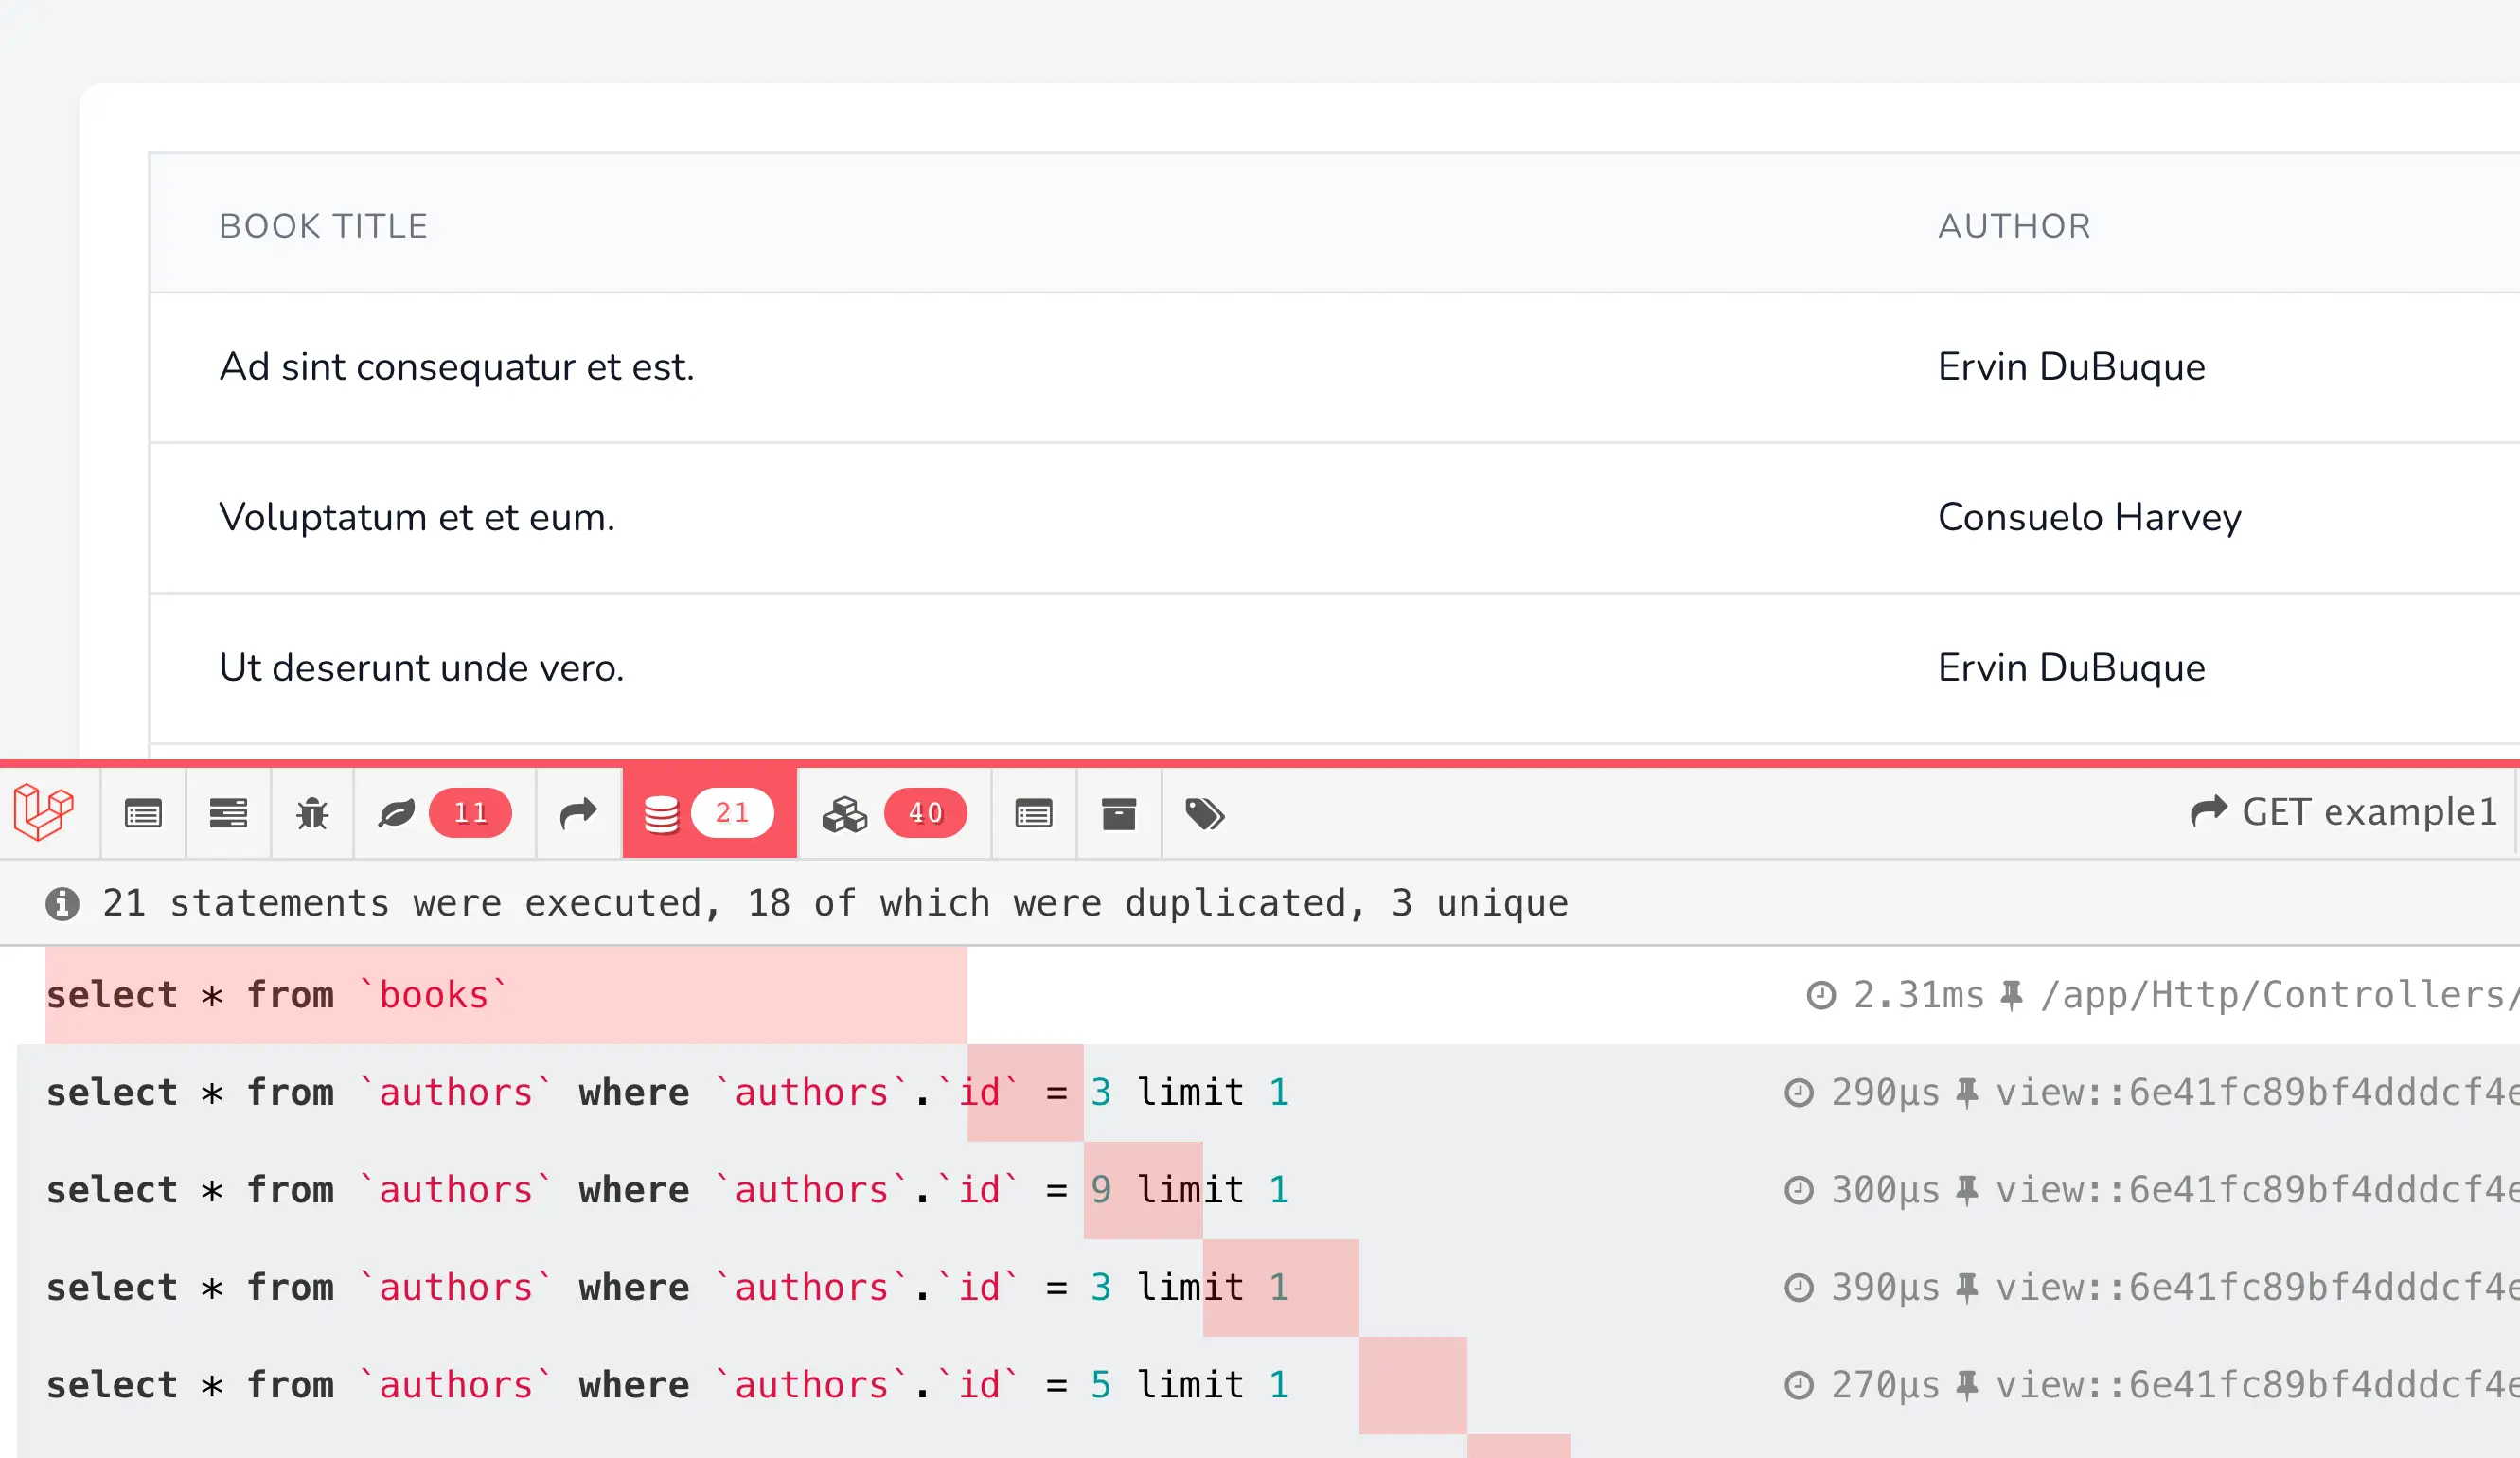 BOOK TITLE AUTHOR
Ad sint consequatur et est. Ervin DuBuque
Voluptatum et et eum. Consuelo Harvey
Ut deserunt unde vero. Ervin DuBuque
11 21 40 GET example1
21 statements were executed, 18 of which were duplicated, 3 unique
select * from `books` 2.31ms /app/Http/Controllers/
select * from `authors` where `authors`.`id` = 3 limit 1 290μs view::6e41fc89bf4dddcf4e
select * from `authors` where `authors`.`id` = 9 limit 1 300μs view::6e41fc89bf4dddcf4e
select * from `authors` where `authors`.`id` = 3 limit 1 390μs view::6e41fc89bf4dddcf4e
select * from `authors` where `authors`.`id` = 5 limit 1 270μs view::6e41fc89bf4dddcf4e